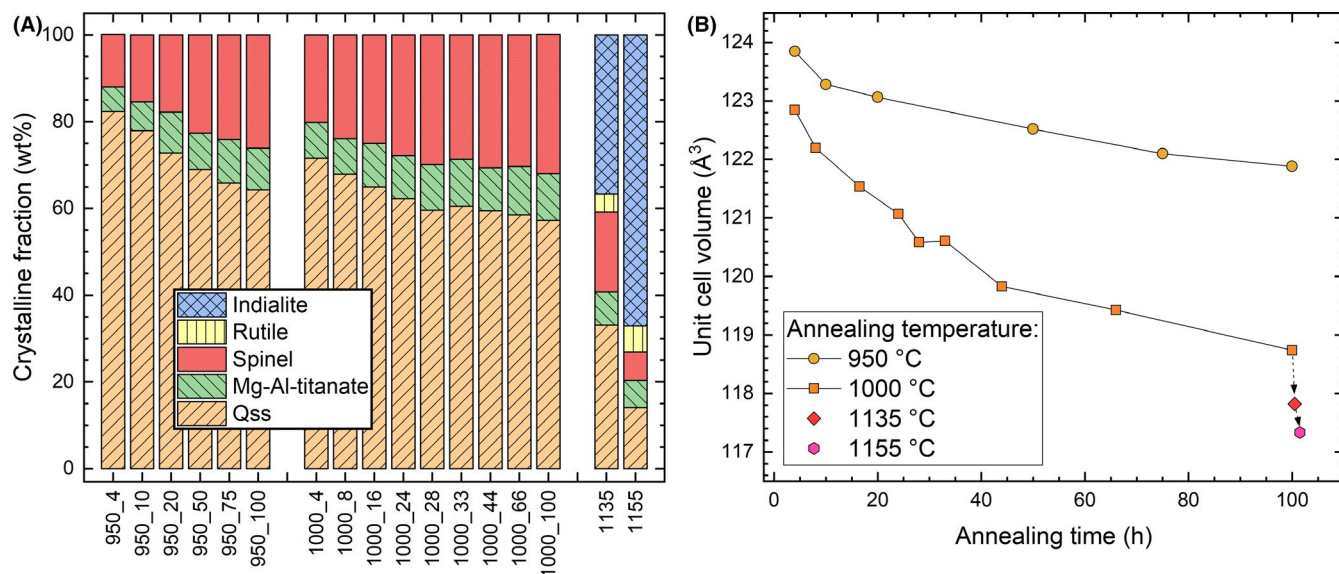 (A)
Crystalline fraction (wt%)
100
80
60
40
20
0
Indialite
Rutile
Spinel
Mg-Al-titanate
Qss
950_4
950_10
950_20
950_50
950_75
950_100
1000_4
1000_8
1000_16
1000_24
1000_28
1000_33
1000_44
1000_66
1000_100
1135
1155
(B)
Unit cell volume (Å³)
124
123
122
121
120
119
118
117
Annealing temperature:
950 °C
1000 °C
1135 °C
1155 °C
0
20
40
60
80
100
Annealing time (h)